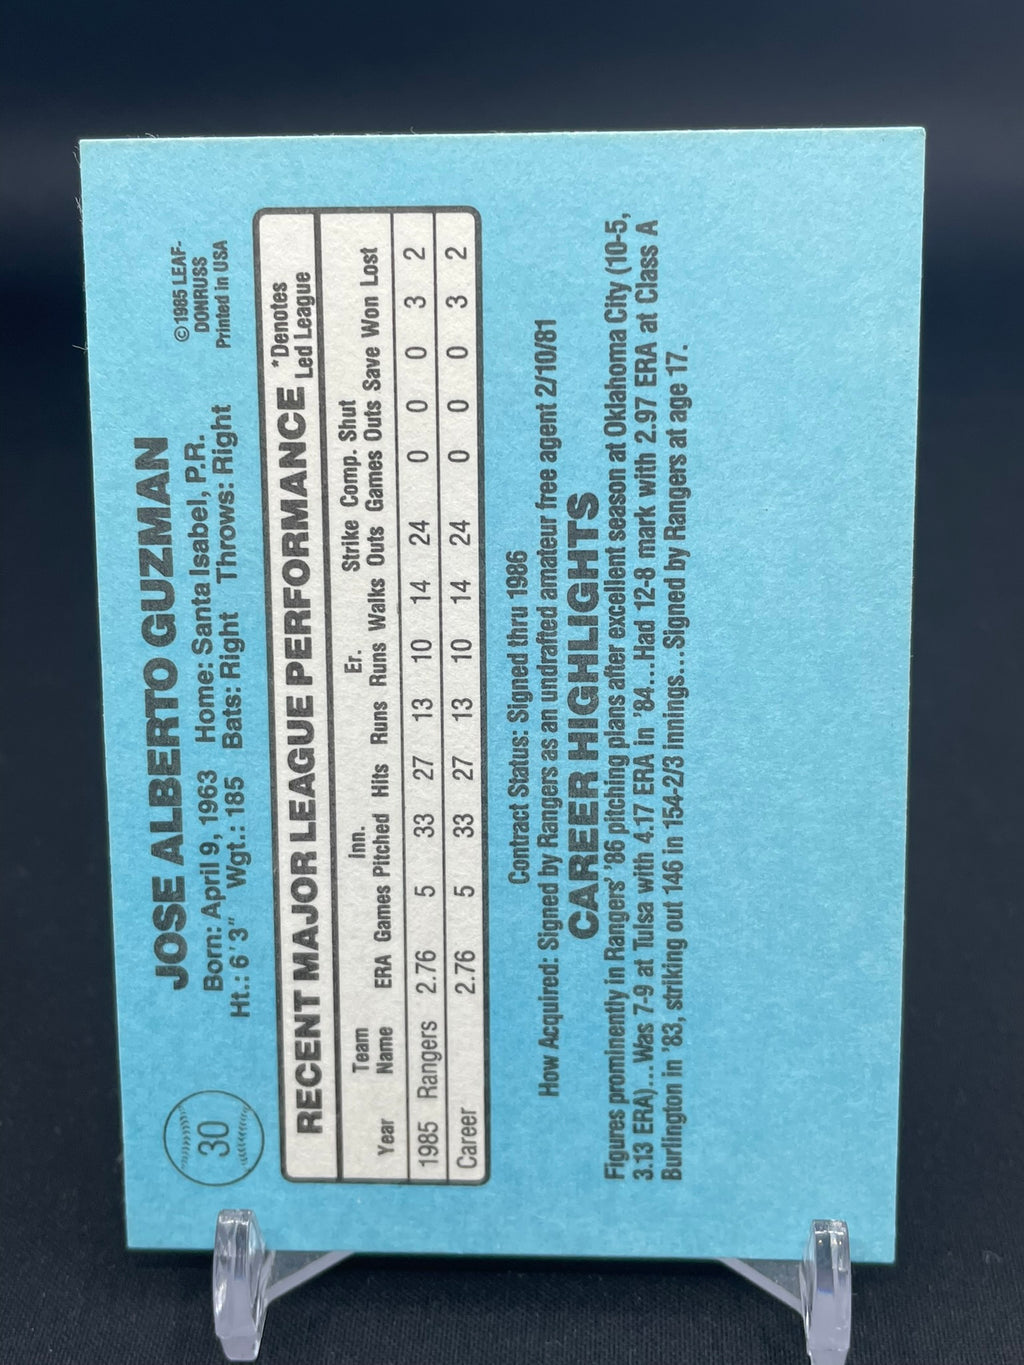 30
JOSE ALBERTO GUZMAN
Born: April 9, 1963 Home: Santa Isabel, P.R.
Ht.: 6'3" Wgt.: 185 Bats: Right Throws: Right
©1985 LEAF-
DONRUSS
Printed in USA
RECENT MAJOR LEAGUE PERFORMANCE
*Denotes
Led League
Team Inn. Er. Strike Comp. Shut
Year Name ERA Games Pitched Hits Runs Runs Walks Outs Games Outs Save Won Lost
1985 Rangers 2.76 5 33 27 13 10 14 24 0 0 0 3 2
Career 2.76 5 33 27 13 10 14 24 0 0 0 3 2
Contract Status: Signed thru 1986
How Acquired: Signed by Rangers as an undrafted amateur free agent 2/10/81
CAREER HIGHLIGHTS
Figures prominently in Rangers' '86 pitching plans after excellent season at Oklahoma City (10-5,
3.13 ERA)...Was 7-9 at Tulsa with 4.17 ERA in '84...Had 12-8 mark with 2.97 ERA at Class A
Burlington in '83, striking out 146 in 154-2/3 innings...Signed by Rangers at age 17.